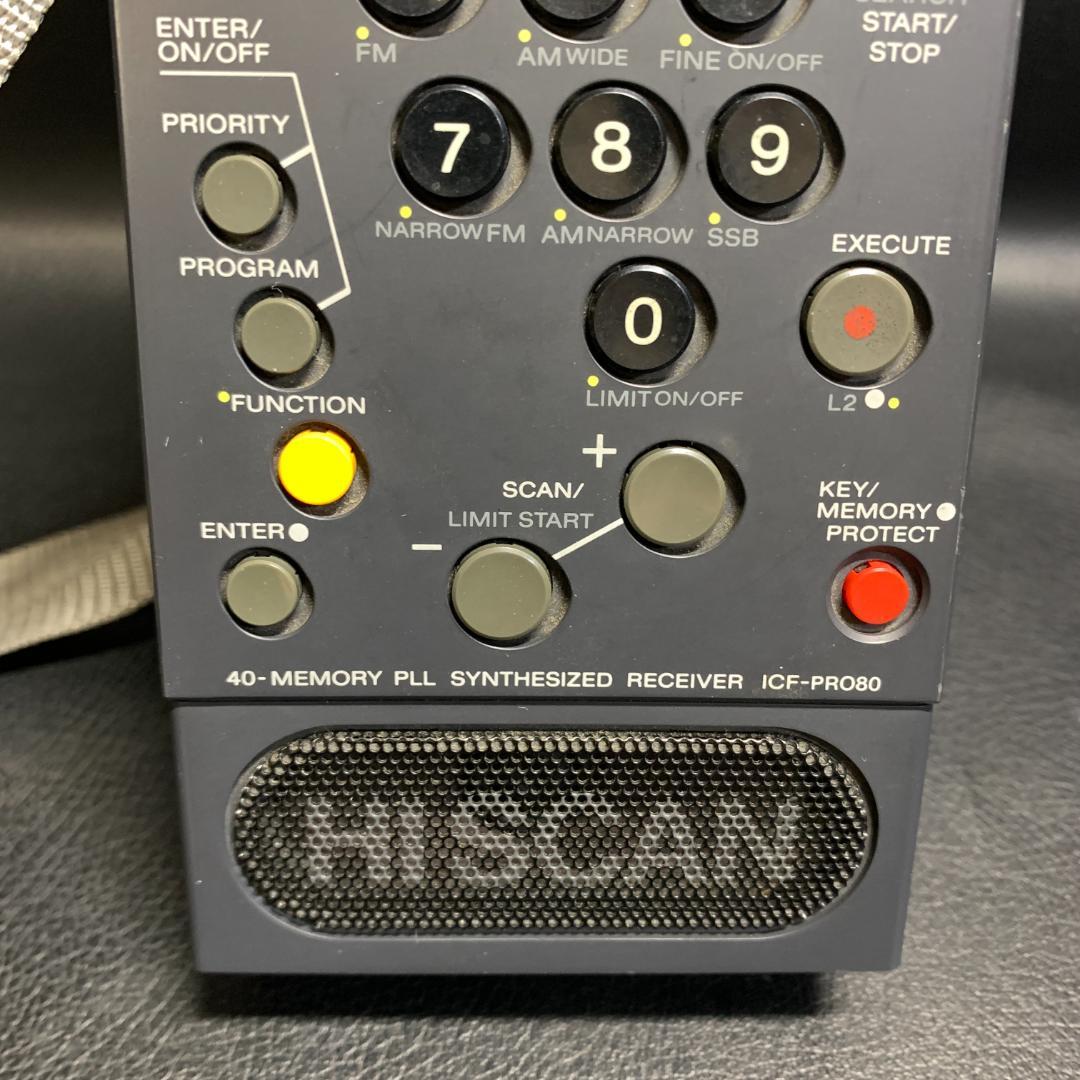 ENTER/
ON/OFF
FM
AM WIDE
FINE ON/OFF
SEARCH
START/
STOP
PRIORITY
7
8
9
NARROW FM
AM NARROW
SSB
EXECUTE
PROGRAM
0
LIMIT ON/OFF
L2
FUNCTION
+
SCAN/
LIMIT START
-
KEY/
MEMORY
PROTECT
ENTER
40-MEMORY PLL SYNTHESIZED RECEIVER ICF-PRO80
HISCAN